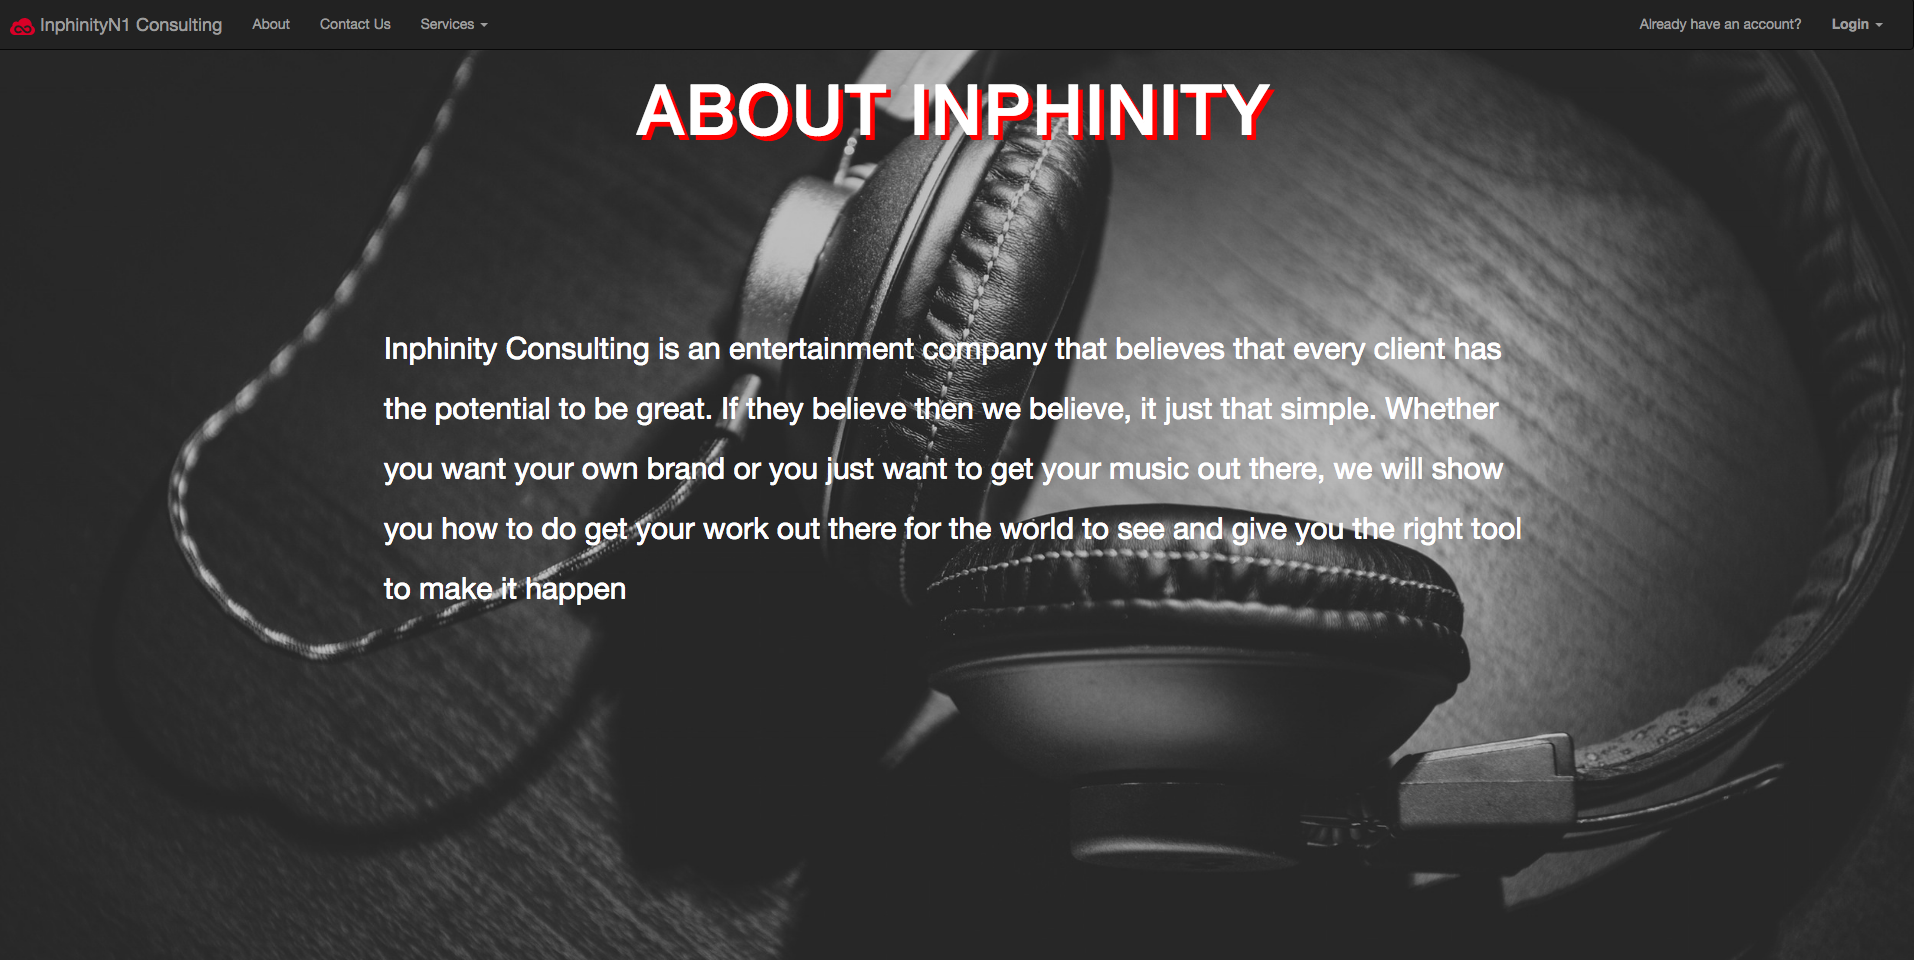 InphinityN1 Consulting About Contact Us Services Already have an account? Login
ABOUT INPHINITY
Inphinity Consulting is an entertainment company that believes that every client has
the potential to be great. If they believe then we believe, it just that simple. Whether
you want your own brand or you just want to get your music out there, we will show
you how to do get your work out there for the world to see and give you the right tool
to make it happen